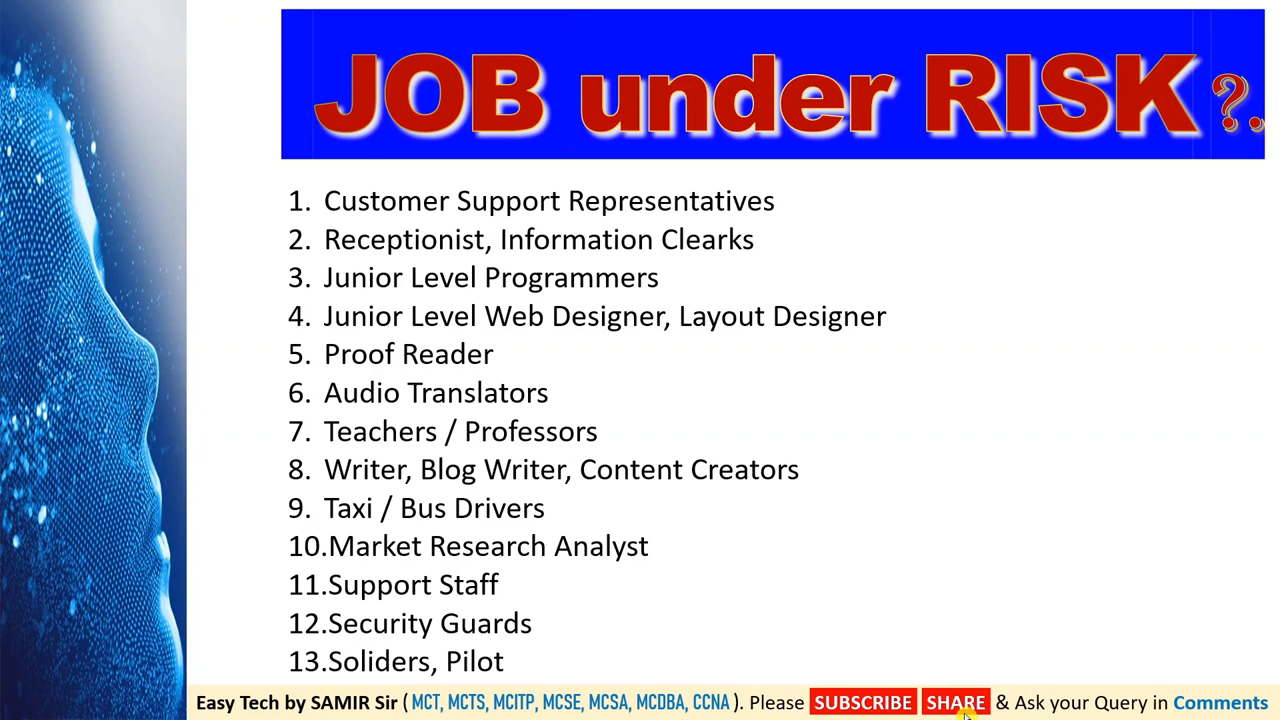 JOB under RISK ?.
1. Customer Support Representatives
2. Receptionist, Information Clearks
3. Junior Level Programmers
4. Junior Level Web Designer, Layout Designer
5. Proof Reader
6. Audio Translators
7. Teachers / Professors
8. Writer, Blog Writer, Content Creators
9. Taxi / Bus Drivers
10.Market Research Analyst
11.Support Staff
12.Security Guards
13.Soliders, Pilot
Easy Tech by SAMIR Sir ( MCT, MCTS, MCITP, MCSE, MCSA, MCDBA, CCNA ). Please SUBSCRIBE SHARE & Ask your Query in Comments